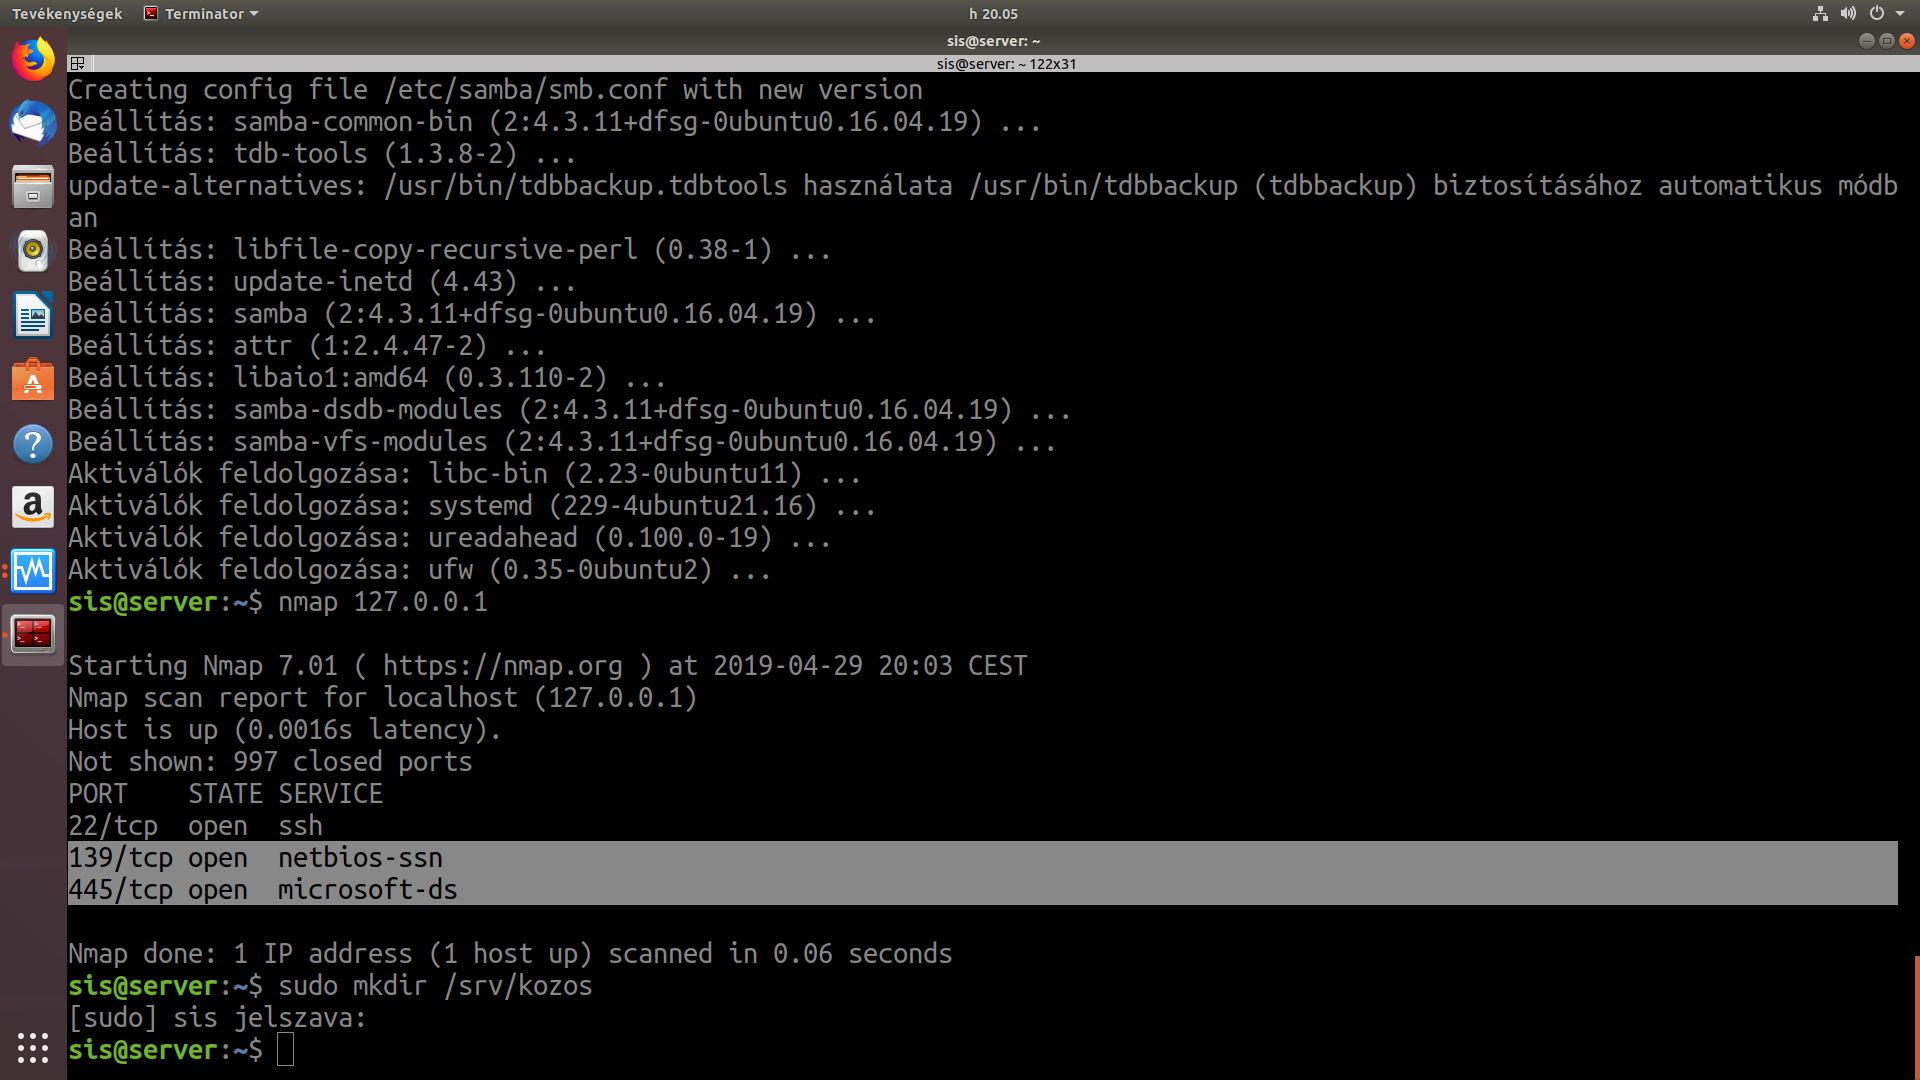 Tevékenységek Terminator h 20.05
sis@server: ~
sis@server: ~ 122x31
Creating config file /etc/samba/smb.conf with new version
Beállítás: samba-common-bin (2:4.3.11+dfsg-0ubuntu0.16.04.19) ...
Beállítás: tdb-tools (1.3.8-2) ...
update-alternatives: /usr/bin/tdbbackup.tdbtools használata /usr/bin/tdbbackup (tdbbackup) biztosításához automatikus módb
an
Beállítás: libfile-copy-recursive-perl (0.38-1) ...
Beállítás: update-inetd (4.43) ...
Beállítás: samba (2:4.3.11+dfsg-0ubuntu0.16.04.19) ...
Beállítás: attr (1:2.4.47-2) ...
Beállítás: libaio1:amd64 (0.3.110-2) ...
Beállítás: samba-dsdb-modules (2:4.3.11+dfsg-0ubuntu0.16.04.19) ...
Beállítás: samba-vfs-modules (2:4.3.11+dfsg-0ubuntu0.16.04.19) ...
Aktiválók feldolgozása: libc-bin (2.23-0ubuntu11) ...
Aktiválók feldolgozása: systemd (229-4ubuntu21.16) ...
Aktiválók feldolgozása: ureadahead (0.100.0-19) ...
Aktiválók feldolgozása: ufw (0.35-0ubuntu2) ...
sis@server:~$ nmap 127.0.0.1
Starting Nmap 7.01 ( https://nmap.org ) at 2019-04-29 20:03 CEST
Nmap scan report for localhost (127.0.0.1)
Host is up (0.0016s latency).
Not shown: 997 closed ports
PORT    STATE SERVICE
22/tcp  open  ssh
139/tcp open  netbios-ssn
445/tcp open  microsoft-ds
Nmap done: 1 IP address (1 host up) scanned in 0.06 seconds
sis@server:~$ sudo mkdir /srv/kozos
[sudo] sis jelszava:
sis@server:~$